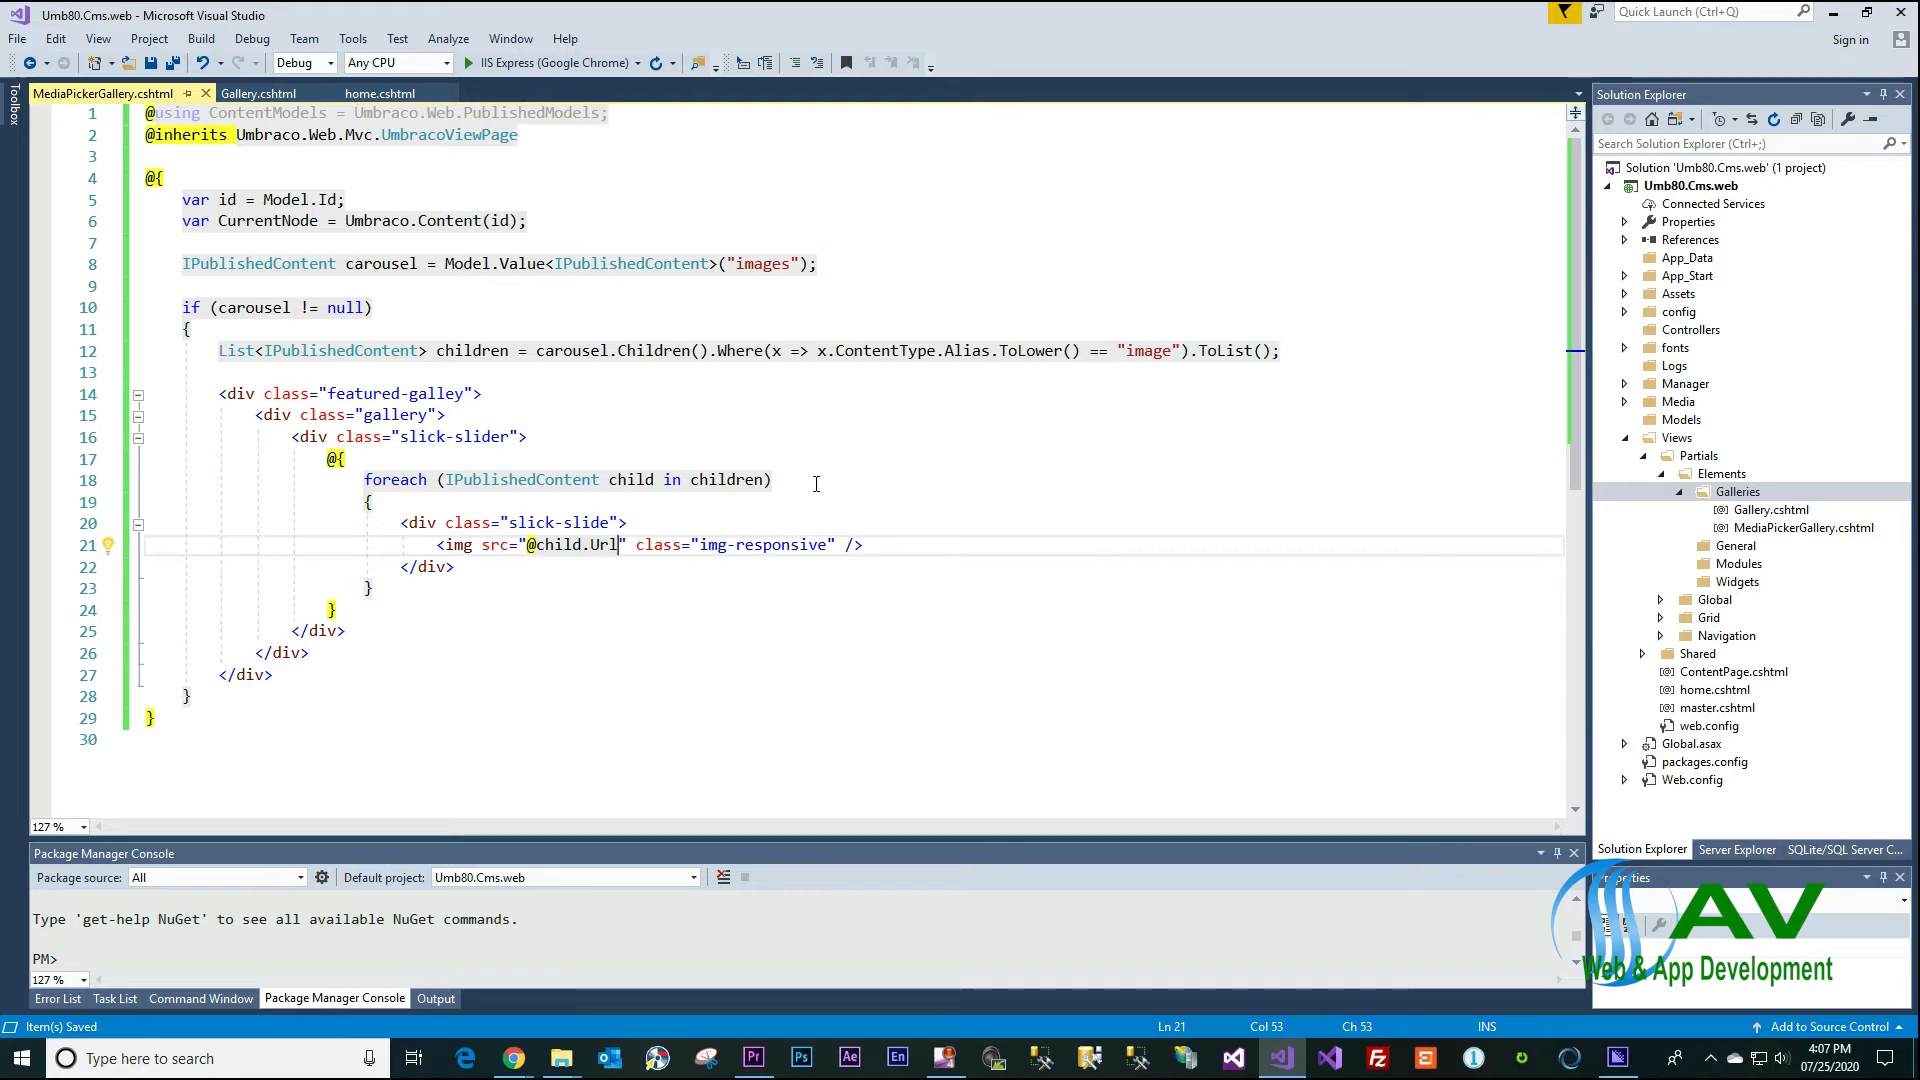 Umb80.Cms.web - Microsoft Visual Studio
Quick Launch (Ctrl+Q)
File Edit View Project Build Debug Team Tools Test Analyze Window Help
Sign in
Debug Any CPU IIS Express (Google Chrome)
Toolbox
MediaPickerGallery.cshtml Gallery.cshtml home.cshtml
1 @using ContentModels = Umbraco.Web.PublishedModels;
2 @inherits Umbraco.Web.Mvc.UmbracoViewPage
3
4 @{
5 var id = Model.Id;
6 var CurrentNode = Umbraco.Content(id);
7
8 IPublishedContent carousel = Model.Value<IPublishedContent>("images");
9
10 if (carousel != null)
11 {
12 List<IPublishedContent> children = carousel.Children().Where(x => x.ContentType.Alias.ToLower() == "image").ToList();
13
14 <div class="featured-galley">
15 <div class="gallery">
16 <div class="slick-slider">
17 @{
18 foreach (IPublishedContent child in children)
19 {
20 <div class="slick-slide">
21 <img src="@child.Url" class="img-responsive" />
22 </div>
23 }
24 }
25 </div>
26 </div>
27 </div>
28 }
29 }
30
127 %
Solution Explorer
Search Solution Explorer (Ctrl+;)
Solution 'Umb80.Cms.web' (1 project)
Umb80.Cms.web
Connected Services
Properties
References
App_Data
App_Start
Assets
config
Controllers
fonts
Logs
Manager
Media
Models
Views
Partials
Elements
Galleries
Gallery.cshtml
MediaPickerGallery.cshtml
General
Modules
Widgets
Global
Grid
Navigation
Shared
ContentPage.cshtml
home.cshtml
master.cshtml
web.config
Global.asax
packages.config
Web.config
Solution Explorer Server Explorer SQLite/SQL Server C...
Properties
AV
Web & App Development
Package Manager Console
Package source: All Default project: Umb80.Cms.web
Type 'get-help NuGet' to see all available NuGet commands.
PM>
127 %
Error List Task List Command Window Package Manager Console Output
Item(s) Saved Ln 21 Col 53 Ch 53 INS Add to Source Control
Type here to search
Pr Ps Ae En Fz
4:07 PM
07/25/2020